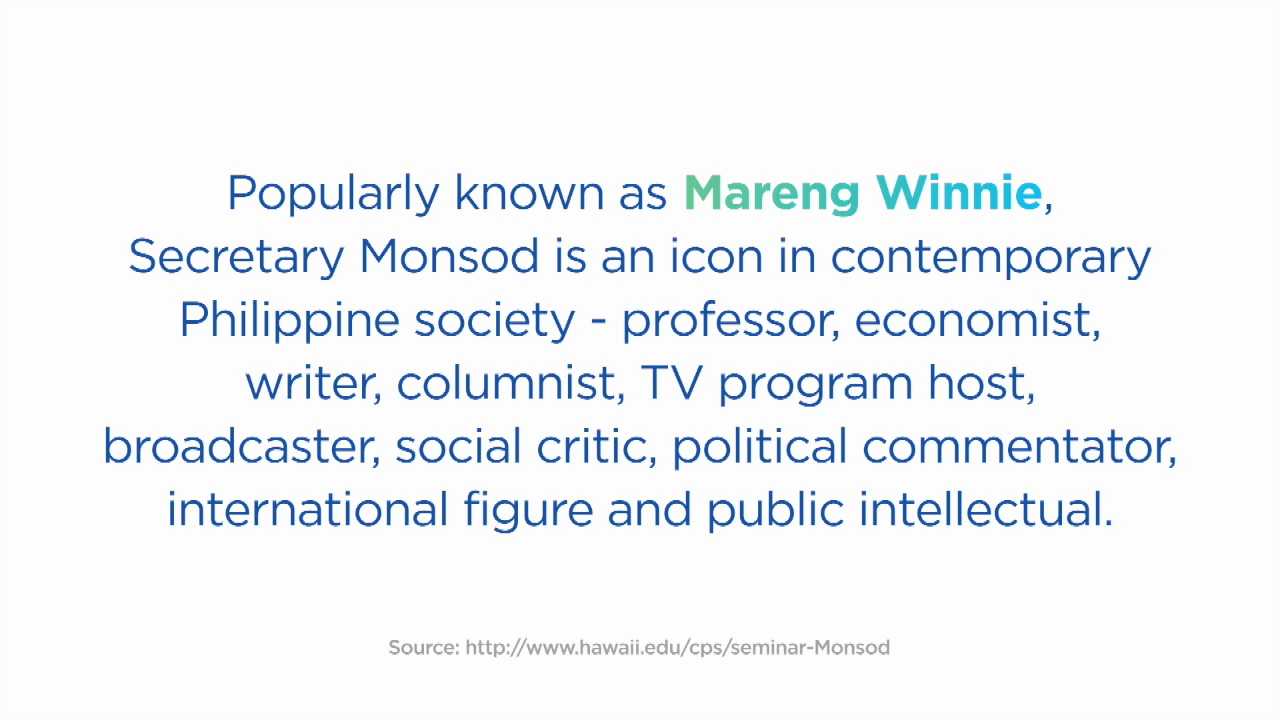 Popularly known as Mareng Winnie,
Secretary Monsod is an icon in contemporary
Philippine society - professor, economist,
writer, columnist, TV program host,
broadcaster, social critic, political commentator,
international figure and public intellectual.
Source: http://www.hawaii.edu/cps/seminar-Monsod